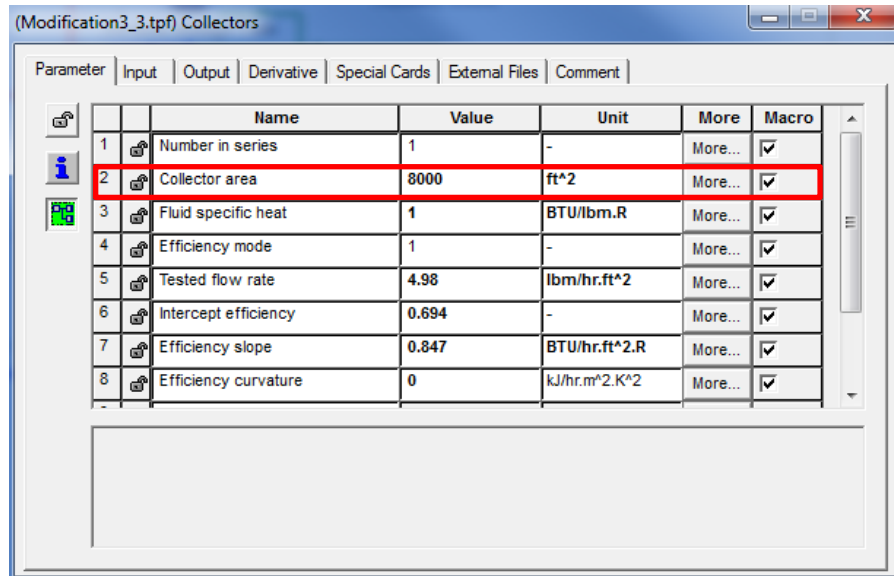 (Modification3_3.tpf) Collectors
Parameter Input Output Derivative Special Cards External Files Comment
Name Value Unit More Macro
1 Number in series 1 - More...
2 Collector area 8000 ft^2 More...
3 Fluid specific heat 1 BTU/lbm.R More...
4 Efficiency mode 1 - More...
5 Tested flow rate 4.98 lbm/hr.ft^2 More...
6 Intercept efficiency 0.694 - More...
7 Efficiency slope 0.847 BTU/hr.ft^2.R More...
8 Efficiency curvature 0 kJ/hr.m^2.K^2 More...